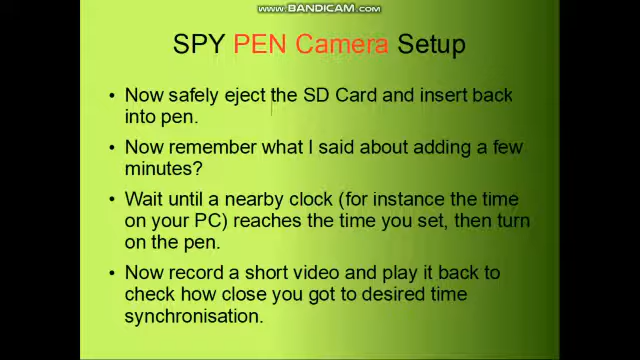 www.BANDICAM.com
SPY PEN Camera Setup
• Now safely eject the SD Card and insert back
into pen.
• Now remember what I said about adding a few
minutes?
• Wait until a nearby clock (for instance the time
on your PC) reaches the time you set, then turn
on the pen.
• Now record a short video and play it back to
check how close you got to desired time
synchronisation.